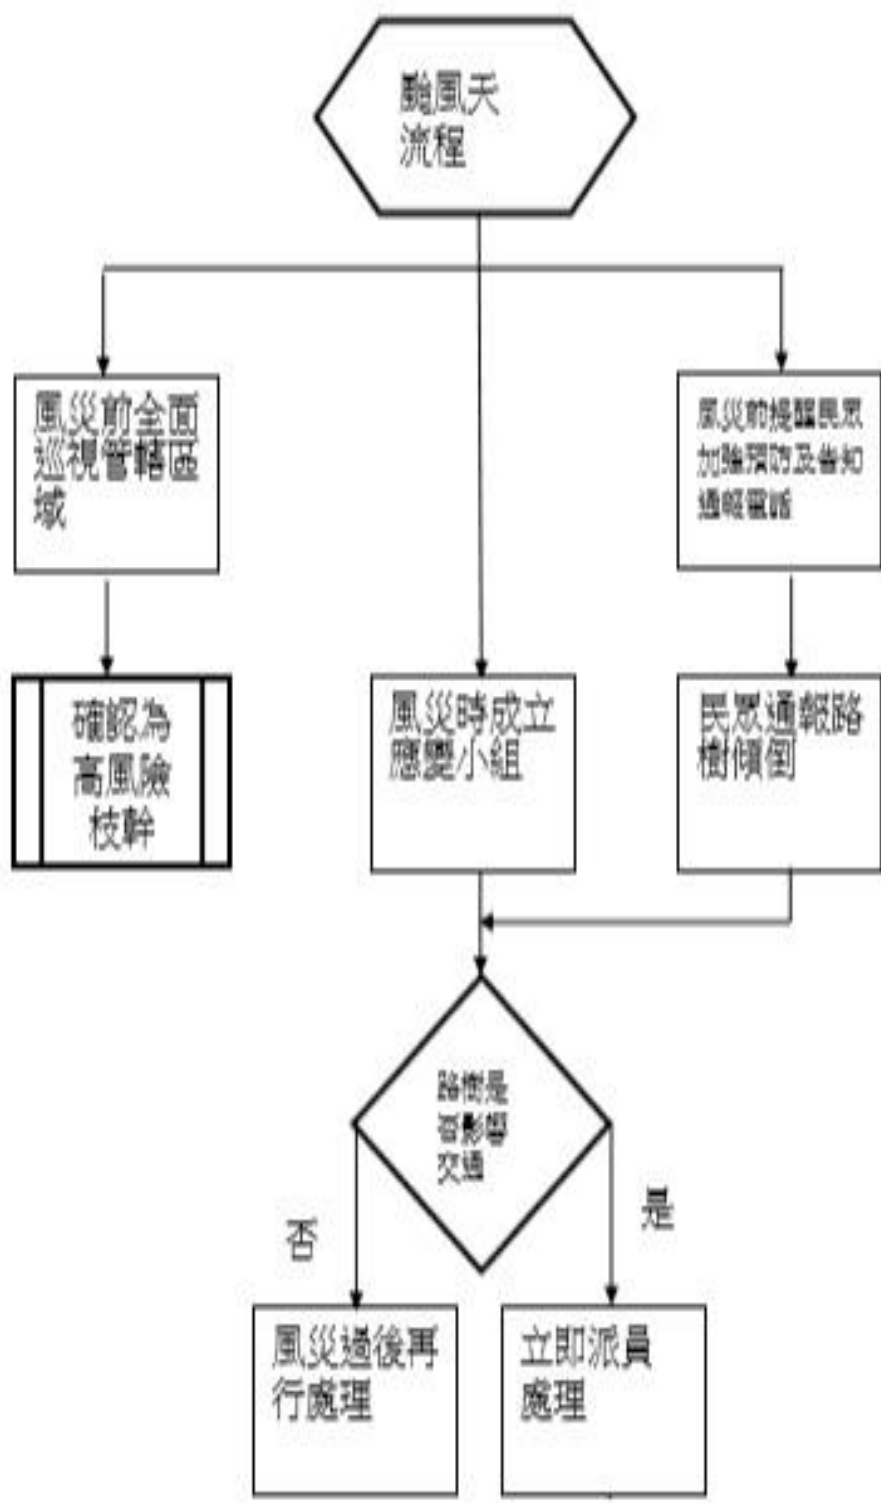 颱風天
流程
風災前全面
巡視管轄區
域
風災前提醒民眾
加強預防及告知
通報電話
確認為
高風險
枝幹
風災時成立
應變小組
民眾通報路
樹傾倒
路樹是
否影響
交通
否
是
風災過後再
行處理
立即派員
處理